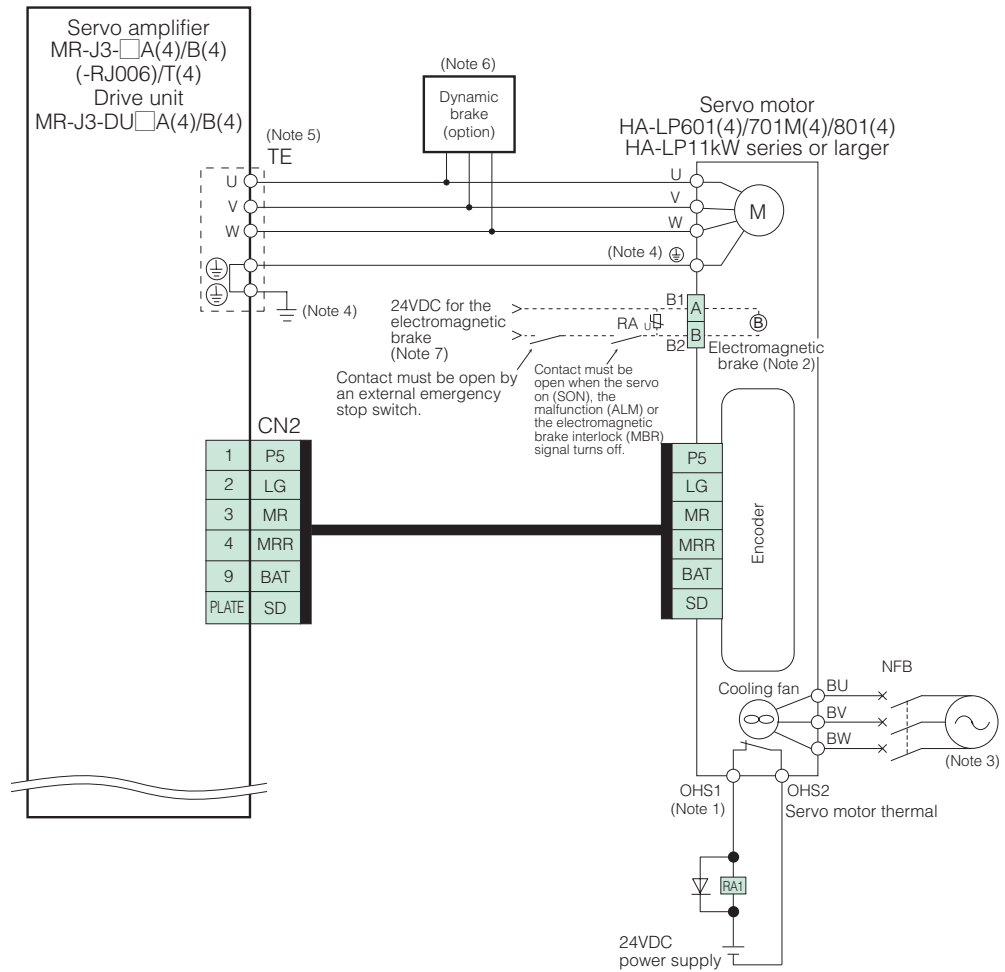 Servo amplifier
MR-J3-□A(4)/B(4)
(-RJ006)/T(4)
Drive unit
MR-J3-DU□A(4)/B(4)
(Note 5)
TE
(Note 6)
Dynamic
brake
(option)
Servo motor
HA-LP601(4)/701M(4)/801(4)
HA-LP11kW series or larger
U
V
W
U
V
W
M
(Note 4)
(Note 4)
24VDC for the
electromagnetic
brake
(Note 7)
Contact must be open by
an external emergency
stop switch.
RA
U
B1
A
B
B2
B
Electromagnetic
brake (Note 2)
Contact must be
open when the servo
on (SON), the
malfunction (ALM) or
the electromagnetic
brake interlock (MBR)
signal turns off.
CN2
1 P5
2 LG
3 MR
4 MRR
9 BAT
PLATE SD
P5
LG
MR
MRR
BAT
SD
Encoder
Cooling fan
BU
BV
BW
NFB
(Note 3)
OHS1
(Note 1)
OHS2
Servo motor thermal
RA1
24VDC
power supply